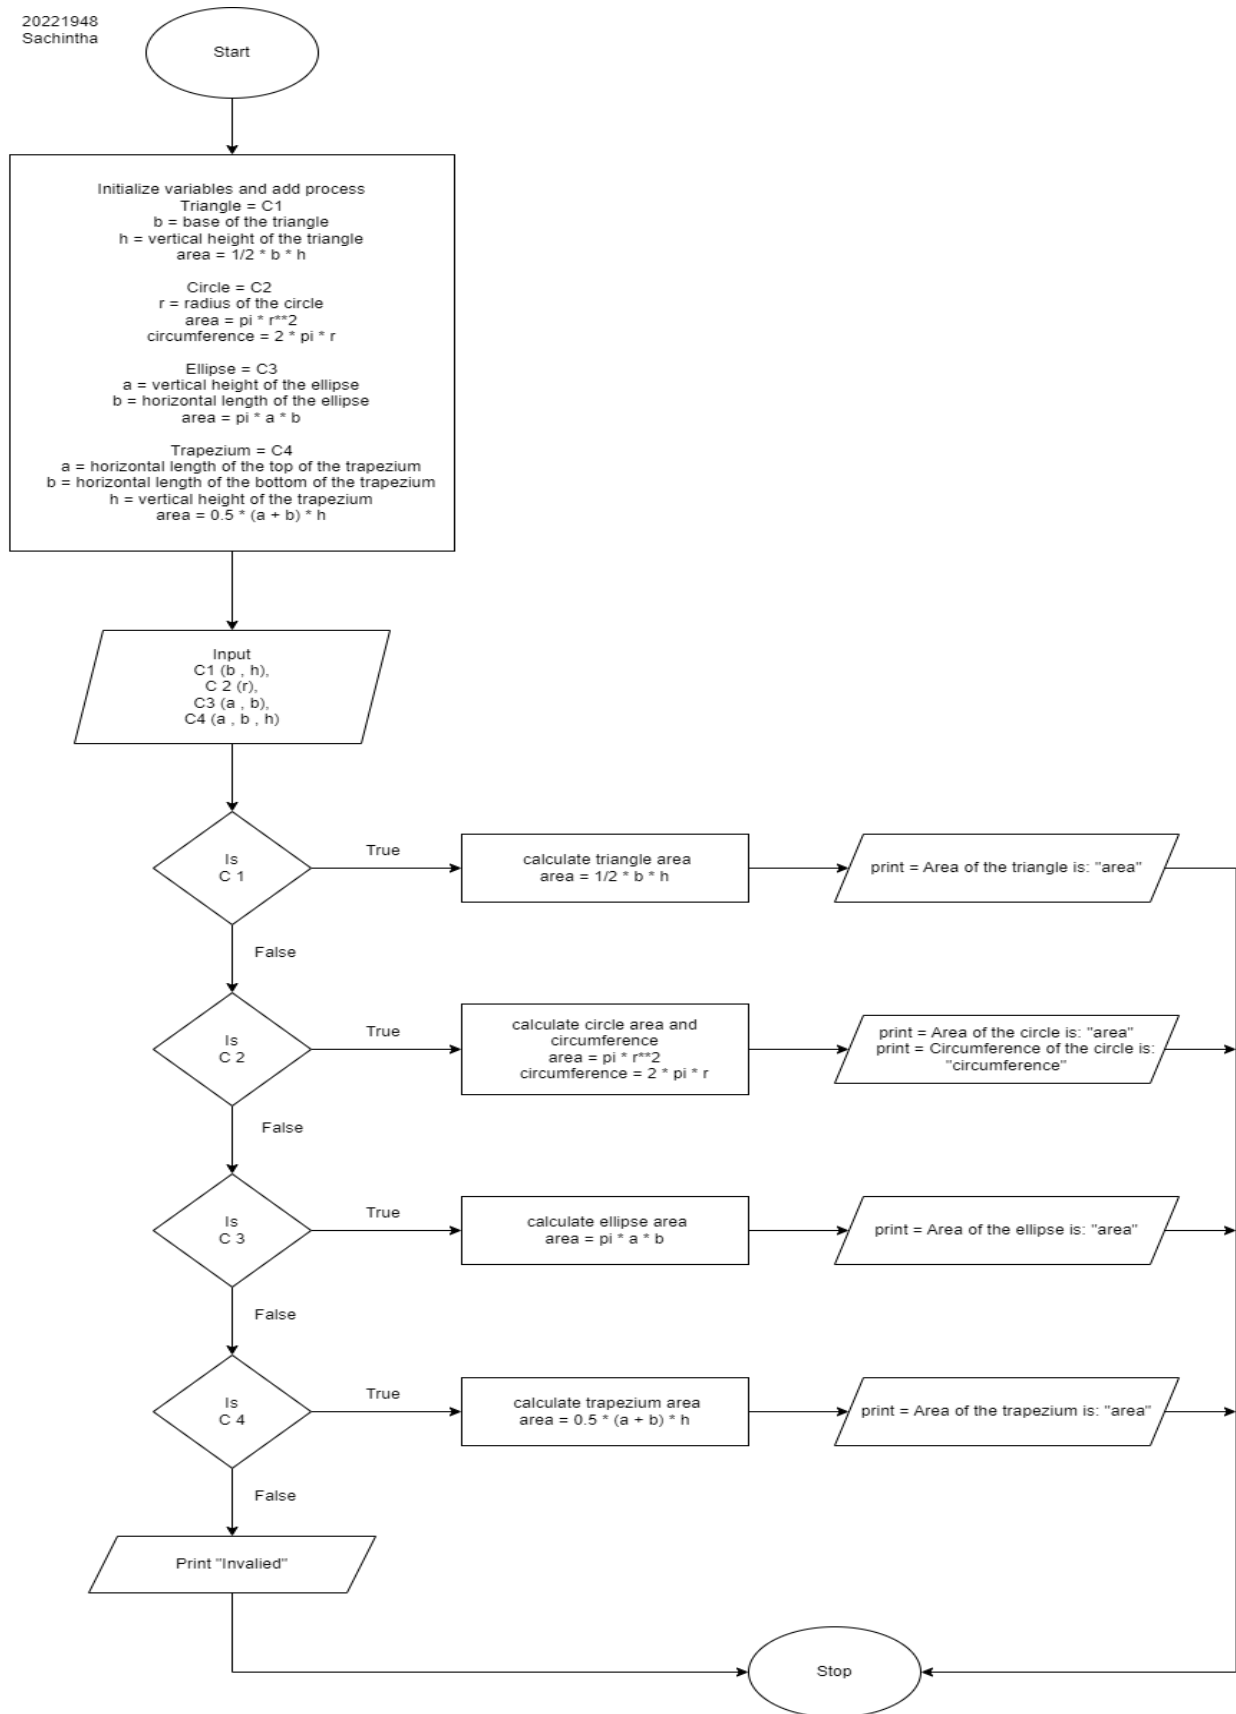 20221948
Sachintha
Start
Initialize variables and add process
Triangle = C1
b = base of the triangle
h = vertical height of the triangle
area = 1/2 * b * h
Circle = C2
r = radius of the circle
area = pi * r**2
circumference = 2 * pi * r
Ellipse = C3
a = vertical height of the ellipse
b = horizontal length of the ellipse
area = pi * a * b
Trapezium = C4
a = horizontal length of the top of the trapezium
b = horizontal length of the bottom of the trapezium
h = vertical height of the trapezium
area = 0.5 * (a + b) * h
Input
C1 (b , h),
C 2 (r),
C3 (a , b),
C4 (a , b , h)
Is
C 1
True
calculate triangle area
area = 1/2 * b * h
print = Area of the triangle is: "area"
False
Is
C 2
True
calculate circle area and
circumference
area = pi * r**2
circumference = 2 * pi * r
print = Area of the circle is: "area"
print = Circumference of the circle is:
"circumference"
False
Is
C 3
True
calculate ellipse area
area = pi * a * b
print = Area of the ellipse is: "area"
False
Is
C 4
True
calculate trapezium area
area = 0.5 * (a + b) * h
print = Area of the trapezium is: "area"
False
Print "Invalied"
Stop